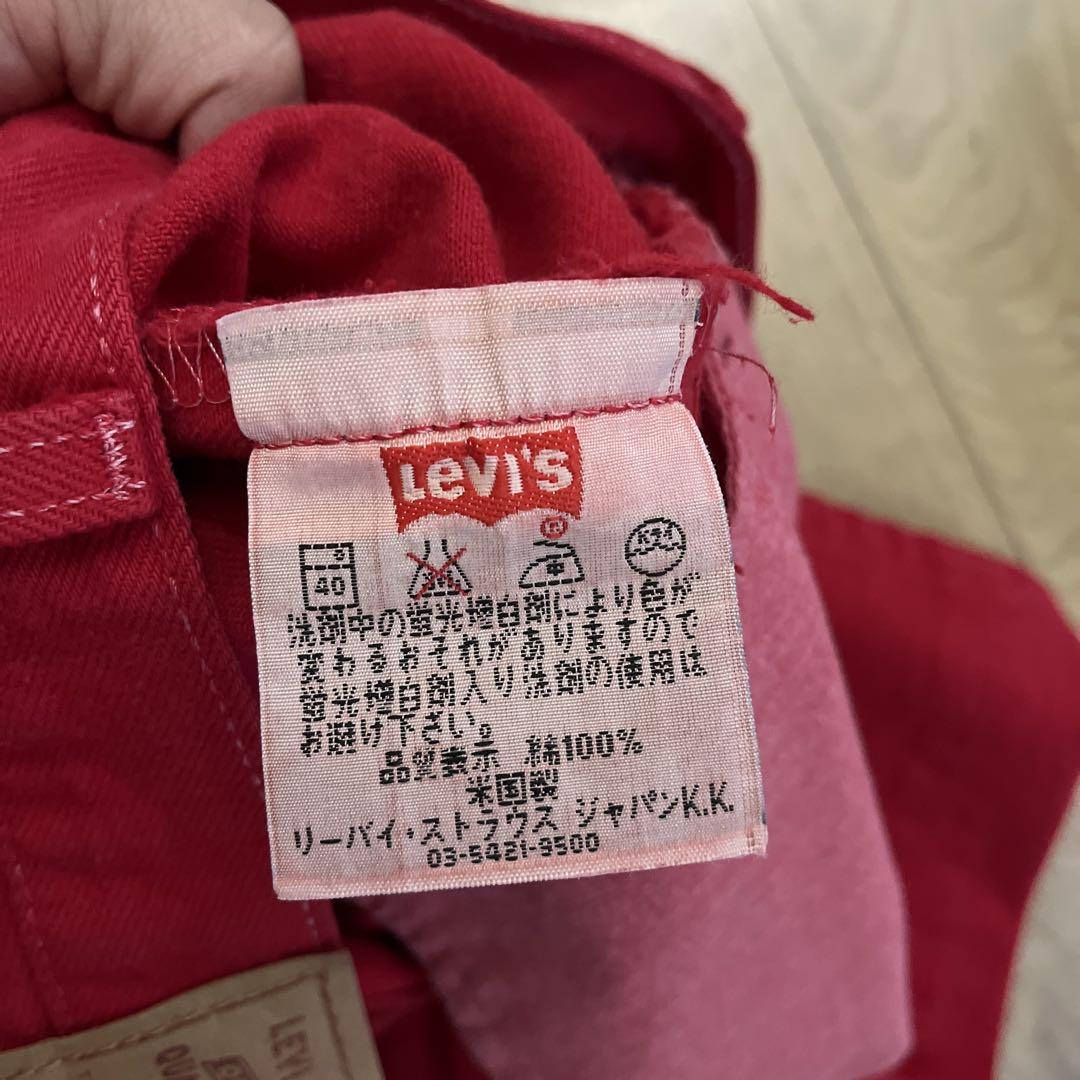 LEVI'S
®
40
洗剤中の蛍光増白剤により色が
変わるおそれがありますので
蛍光増白剤入り洗剤の使用は
お避け下さい。
品質表示 綿100%
米国製
リーバイ・ストラウス ジャパンK.K.
03-5421-9500
LEV
QU